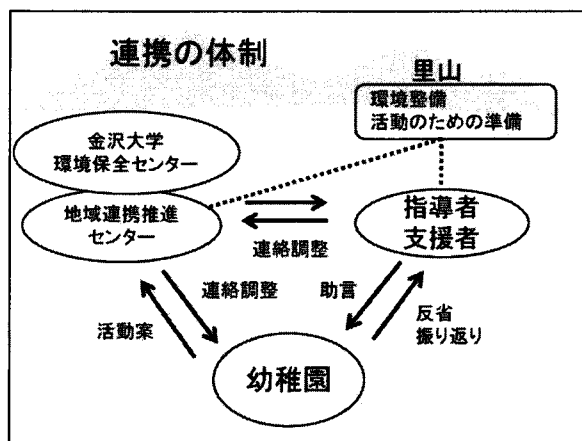 連携の体制
里山
環境整備
活動のための準備
金沢大学
環境保全センター
地域連携推進
センター
指導者
支援者
連絡調整
連絡調整
助言
活動案
反省
振り返り
幼稚園